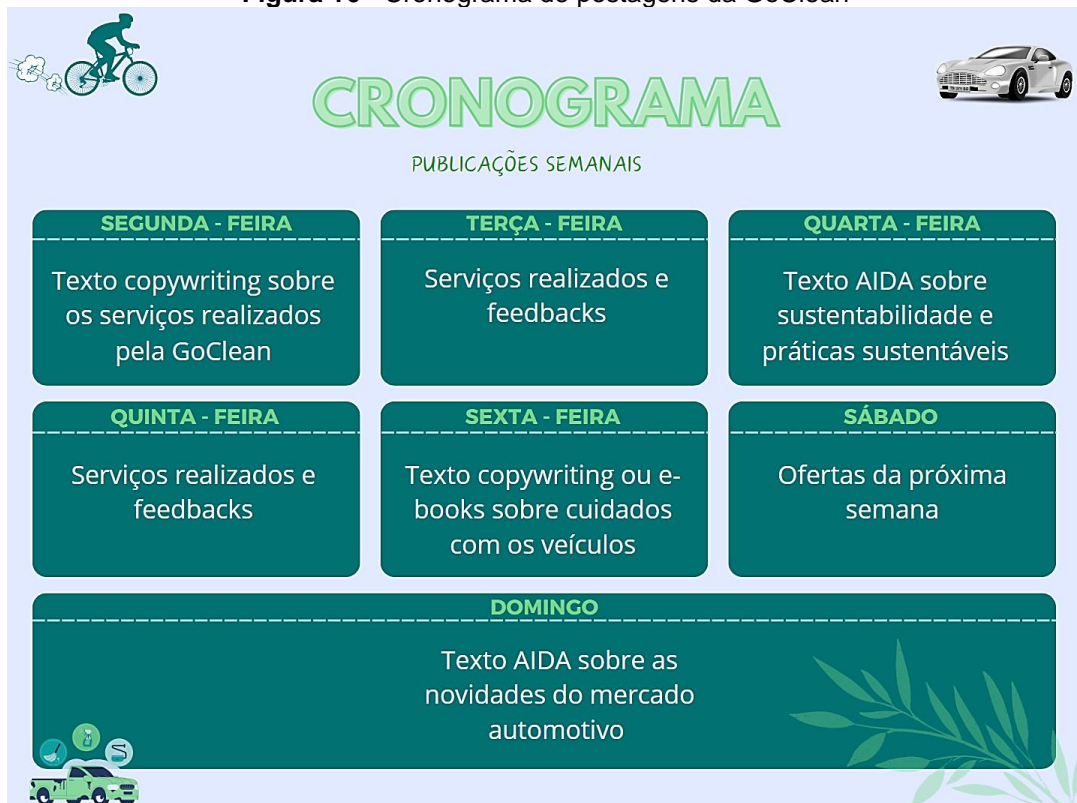 CRONOGRAMA
PUBLICAÇÕES SEMANAIS
SEGUNDA - FEIRA
Texto copywriting sobre
os serviços realizados
pela GoClean
TERÇA - FEIRA
Serviços realizados e
feedbacks
QUARTA - FEIRA
Texto AIDA sobre
sustentabilidade e
práticas sustentáveis
QUINTA - FEIRA
Serviços realizados e
feedbacks
SEXTA - FEIRA
Texto copywriting ou e-
books sobre cuidados
com os veículos
SÁBADO
Ofertas da próxima
semana
DOMINGO
Texto AIDA sobre as
novidades do mercado
automotivo